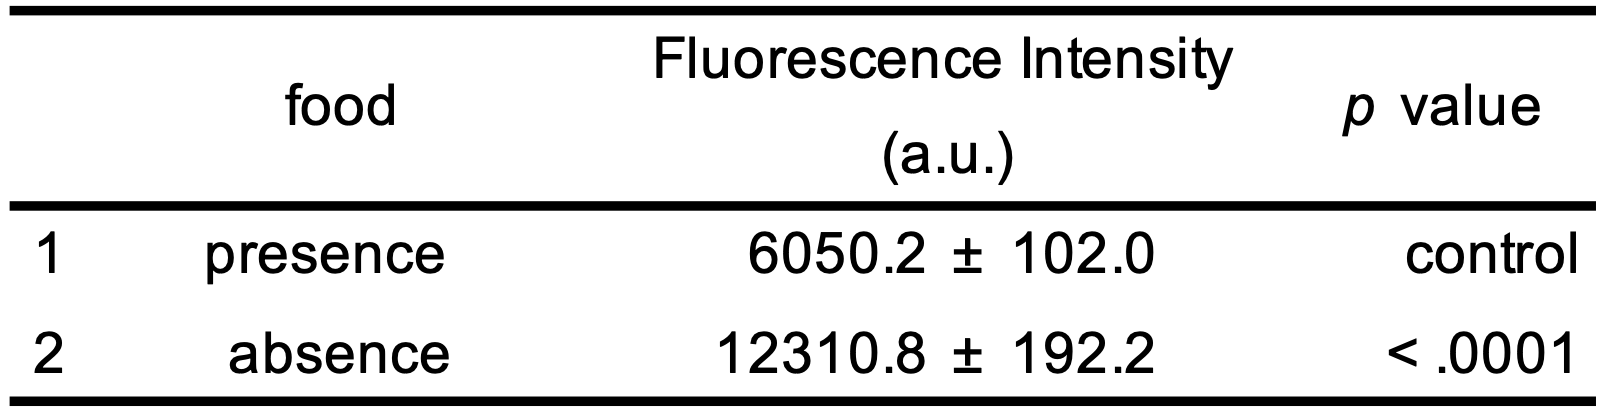 food Fluorescence Intensity (a.u.) p value
1 presence 6050.2 ± 102.0 control
2 absence 12310.8 ± 192.2 < .0001